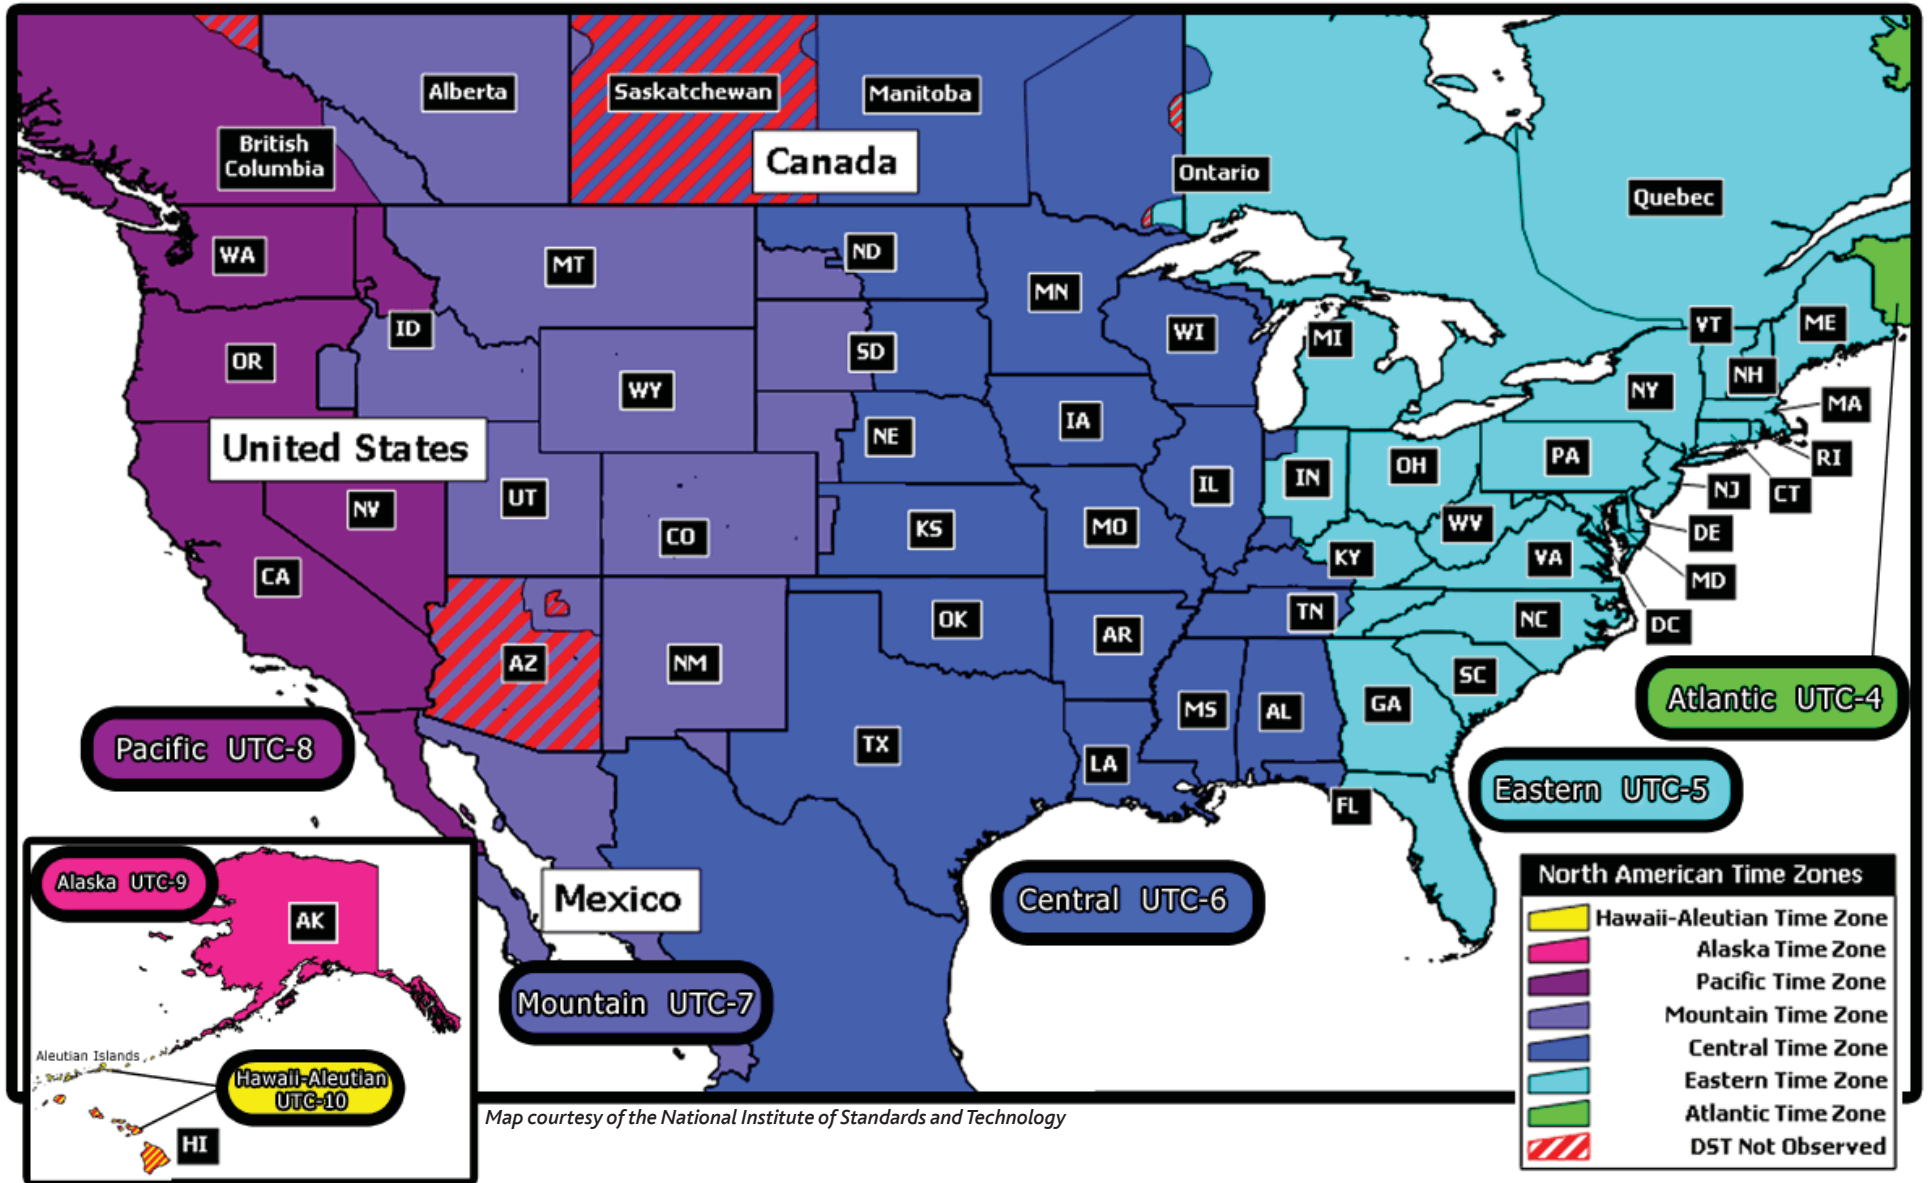 Alberta
Saskatchewan
Manitoba
British
Columbia
Canada
Ontario
Quebec
WA
MT
ND
MN
ID
OR
WY
SD
WI
MI
VT
ME
NH
NY
MA
United States
NE
IA
IL
IN
OH
PA
RI
NJ
CT
NV
UT
CO
KS
MO
WV
KY
VA
DE
MD
CA
AZ
NM
OK
AR
TN
NC
DC
SC
Pacific UTC-8
TX
LA
MS
AL
GA
FL
Atlantic UTC-4
Eastern UTC-5
Mexico
Central UTC-6
Mountain UTC-7
Alaska UTC-9
AK
Aleutian Islands
Hawaii-Aleutian
UTC-10
HI
North American Time Zones
Hawaii-Aleutian Time Zone
Alaska Time Zone
Pacific Time Zone
Mountain Time Zone
Central Time Zone
Eastern Time Zone
Atlantic Time Zone
DST Not Observed
Map courtesy of the National Institute of Standards and Technology